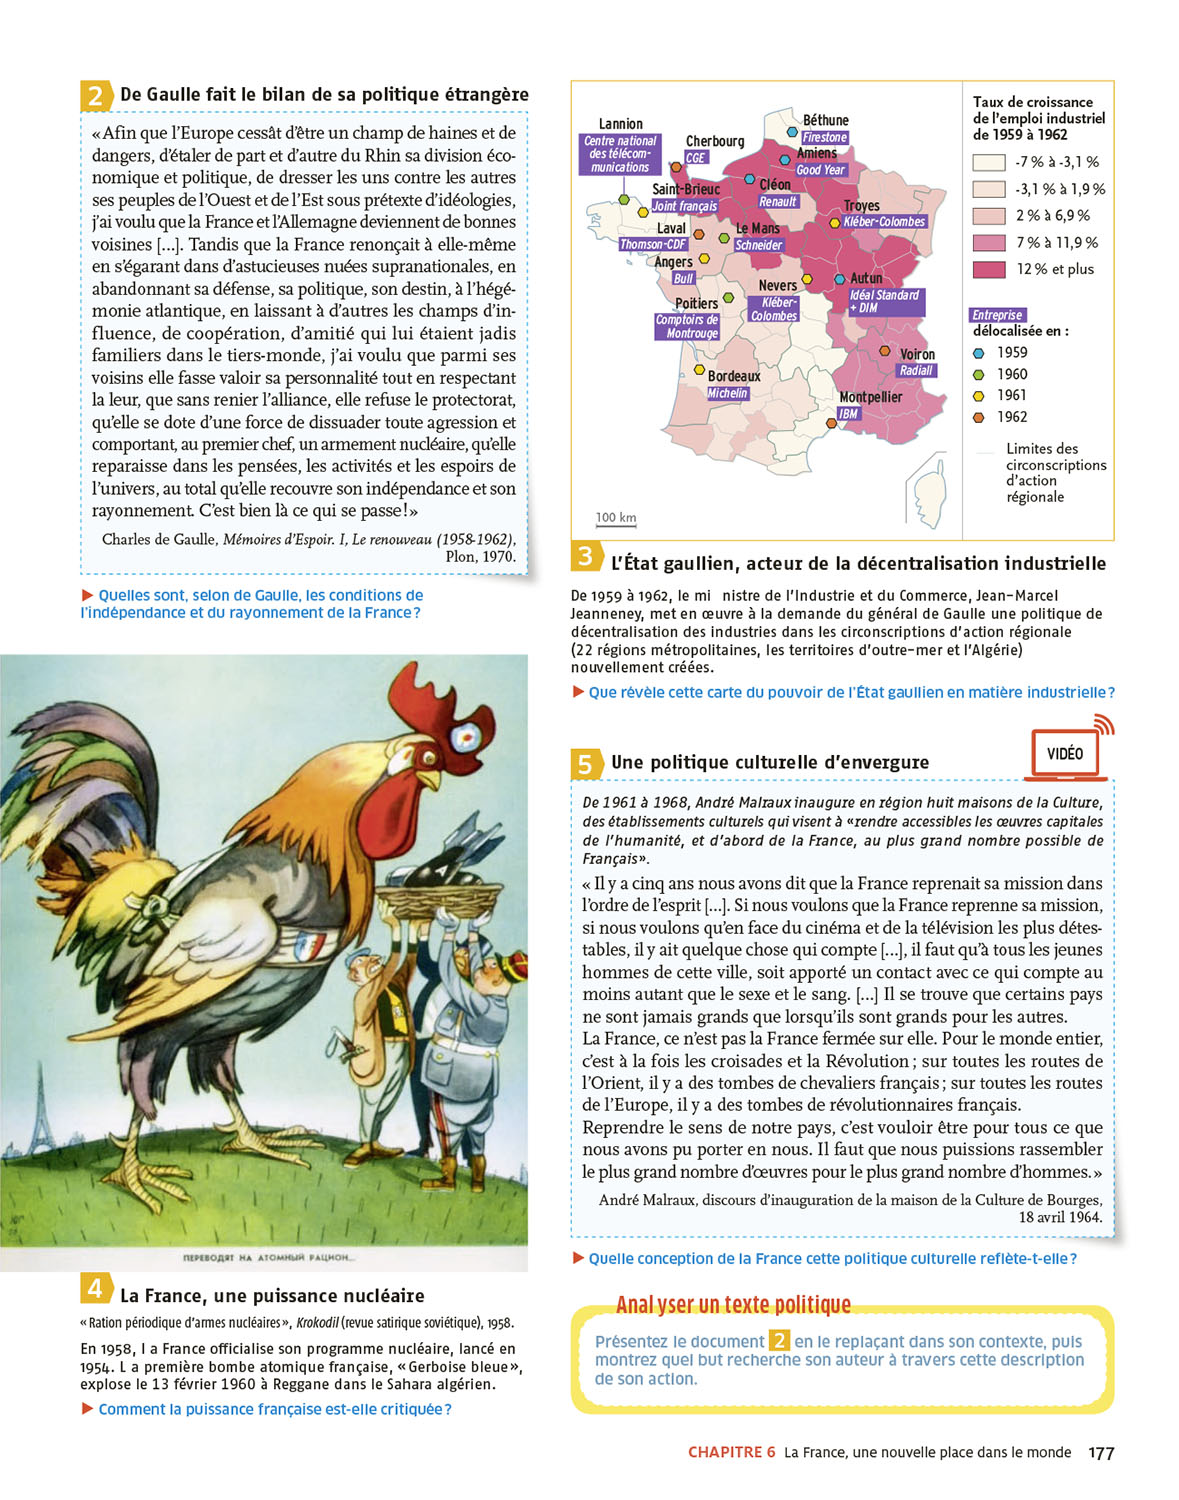 2 De Gaulle fait le bilan de sa politique étrangère
« Afin que l'Europe cessât d'être un champ de haines et de
dangers, d'étaler de part et d'autre du Rhin sa division éco-
nomique et politique, de dresser les uns contre les autres
ses peuples de l'Ouest et de l'Est sous prétexte d'idéologies,
j'ai voulu que la France et l'Allemagne deviennent de bonnes
voisines [...]. Tandis que la France renonçait à elle-même
en s'égarant dans d'astucieuses nuées supranationales, en
abandonnant sa défense, sa politique, son destin, à l'hégé-
monie atlantique, en laissant à d'autres les champs d'in-
fluence, de coopération, d'amitié qui lui étaient jadis
familiers dans le tiers-monde, j'ai voulu que parmi ses
voisins elle fasse valoir sa personnalité tout en respectant
la leur, que sans renier l'alliance, elle refuse le protectorat,
qu'elle se dote d'une force de dissuader toute agression et
comportant, au premier chef, un armement nucléaire, qu'elle
reparaisse dans les pensées, les activités et les espoirs de
l'univers, au total qu'elle recouvre son indépendance et son
rayonnement. C'est bien là ce qui se passe! »
Charles de Gaulle, Mémoires d'Espoir. I, Le renouveau (1958-1962),
Plon, 1970.
▶ Quelles sont, selon de Gaulle, les conditions de
l'indépendance et du rayonnement de la France ?
ПЕРЕВОДЯТ НА АТОМНЫЙ РАЦИОН...
4 La France, une puissance nucléaire
« Ration périodique d'armes nucléaires », Krokodil (revue satirique soviétique), 1958.
En 1958, l a France officialise son programme nucléaire, lancé en
1954. L a première bombe atomique française, « Gerboise bleue »,
explose le 13 février 1960 à Reggane dans le Sahara algérien.
▶ Comment la puissance française est-elle critiquée ?
Lannion
Centre national
des télécom-
munications
Cherbourg
CGE
Béthune
Firestone
Amiens
Good Year
Saint-Brieuc
Joint français
Cléon
Renault
Troyes
Kléber-Colombes
Laval
Thomson-CDF
Le Mans
Schneider
Angers
Bull
Nevers
Kléber-
Colombes
Autun
Idéal Standard
+ DIM
Poitiers
Comptoirs de
Montrouge
Voiron
Radiall
Bordeaux
Michelin
Montpellier
IBM
100 km
Taux de croissance
de l'emploi industriel
de 1959 à 1962
-7 % à -3,1 %
-3,1 % à 1,9 %
2 % à 6,9 %
7 % à 11,9 %
12 % et plus
Entreprise
délocalisée en :
1959
1960
1961
1962
Limites des
circonscriptions
d'action
régionale
3 L'État gaullien, acteur de la décentralisation industrielle
De 1959 à 1962, le mi nistre de l'Industrie et du Commerce, Jean-Marcel
Jeanneney, met en œuvre à la demande du général de Gaulle une politique de
décentralisation des industries dans les circonscriptions d'action régionale
(22 régions métropolitaines, les territoires d'outre-mer et l'Algérie)
nouvellement créées.
▶ Que révèle cette carte du pouvoir de l'État gaullien en matière industrielle ?
5 Une politique culturelle d'envergure
VIDÉO
De 1961 à 1968, André Malraux inaugure en région huit maisons de la Culture,
des établissements culturels qui visent à « rendre accessibles les œuvres capitales
de l'humanité, et d'abord de la France, au plus grand nombre possible de
Français ».
« Il y a cinq ans nous avons dit que la France reprenait sa mission dans
l'ordre de l'esprit [...]. Si nous voulons que la France reprenne sa mission,
si nous voulons qu'en face du cinéma et de la télévision les plus détes-
tables, il y ait quelque chose qui compte [...], il faut qu'à tous les jeunes
hommes de cette ville, soit apporté un contact avec ce qui compte au
moins autant que le sexe et le sang. [...] Il se trouve que certains pays
ne sont jamais grands que lorsqu'ils sont grands pour les autres.
La France, ce n'est pas la France fermée sur elle. Pour le monde entier,
c'est à la fois les croisades et la Révolution ; sur toutes les routes de
l'Orient, il y a des tombes de chevaliers français ; sur toutes les routes
de l'Europe, il y a des tombes de révolutionnaires français.
Reprendre le sens de notre pays, c'est vouloir être pour tous ce que
nous avons pu porter en nous. Il faut que nous puissions rassembler
le plus grand nombre d'œuvres pour le plus grand nombre d'hommes. »
André Malraux, discours d'inauguration de la maison de la Culture de Bourges,
18 avril 1964.
▶ Quelle conception de la France cette politique culturelle reflète-t-elle ?
Anal yser un texte politique
Présentez le document 2 en le replaçant dans son contexte, puis
montrez quel but recherche son auteur à travers cette description
de son action.
CHAPITRE 6 La France, une nouvelle place dans le monde 177